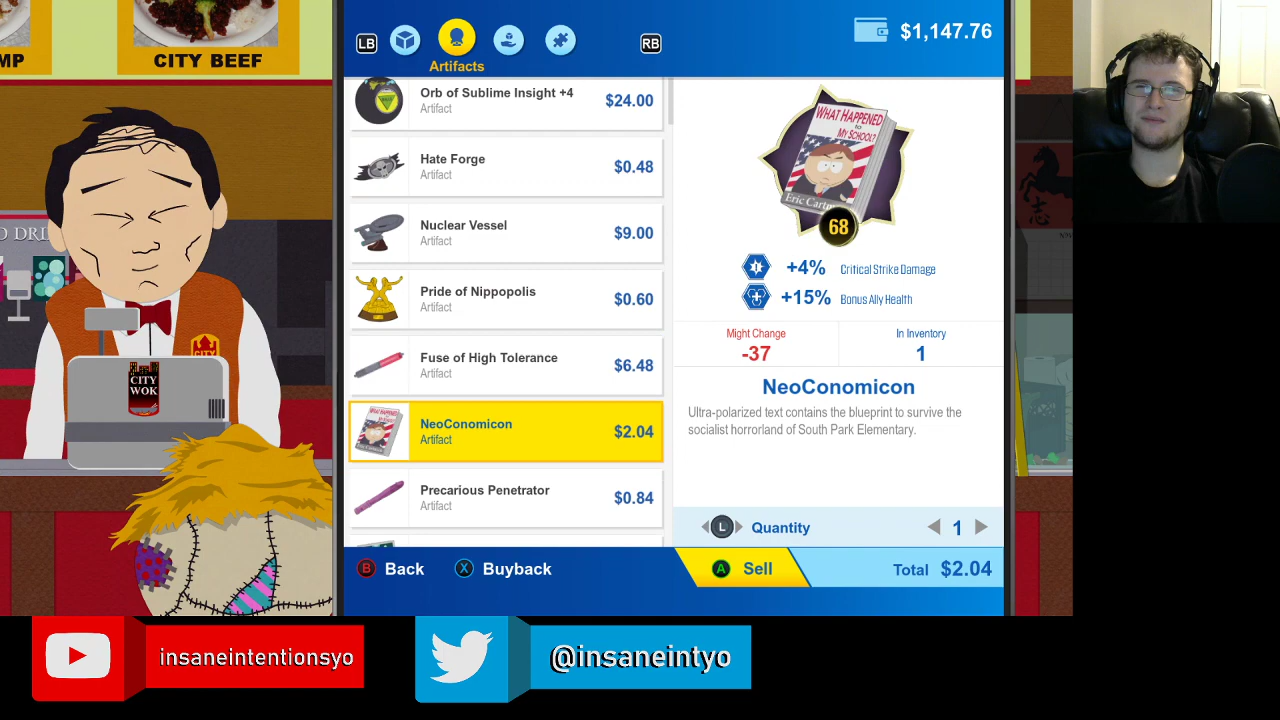 MP
CITY BEEF
LB
Artifacts
RB
$1,147.76
Orb of Sublime Insight +4
Artifact
$24.00
Hate Forge
Artifact
$0.48
Nuclear Vessel
Artifact
$9.00
Pride of Nippopolis
Artifact
$0.60
Fuse of High Tolerance
Artifact
$6.48
NeoConomicon
Artifact
$2.04
Precarious Penetrator
Artifact
$0.84
WHAT HAPPENED
to
MY SCHOOL?
Eric Cartm
68
+4% Critical Strike Damage
+15% Bonus Ally Health
Might Change
-37
In Inventory
1
NeoConomicon
Ultra-polarized text contains the blueprint to survive the
socialist horrorland of South Park Elementary.
L Quantity 1
B Back
X Buyback
A Sell
Total $2.04
D DRI
CITY
CITY
WOK
志
insaneintentionsyo
@insaneintyo